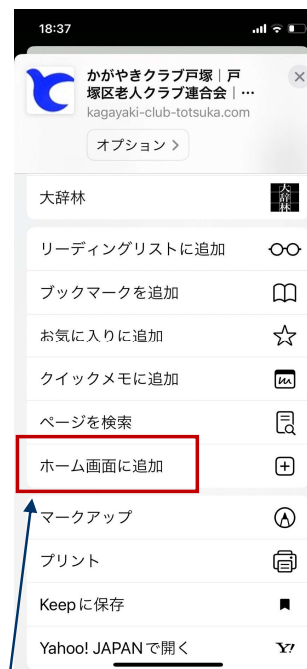 18:37
かがやきクラブ戸塚｜戸
塚区老人クラブ連合会｜…
kagayaki-club-totsuka.com
オプション >
大辞林
大辞林
リーディングリストに追加
ブックマークを追加
お気に入りに追加
クイックメモに追加
ページを検索
ホーム画面に追加
マークアップ
プリント
Keepに保存
Yahoo! JAPANで開く
Y!